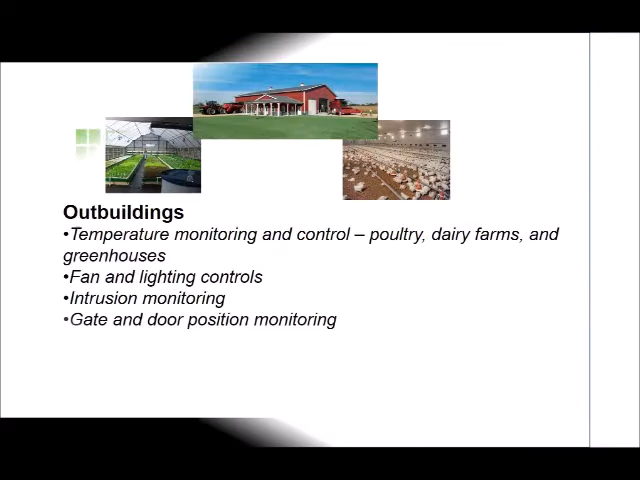 Outbuildings
•Temperature monitoring and control – poultry, dairy farms, and
greenhouses
•Fan and lighting controls
•Intrusion monitoring
•Gate and door position monitoring